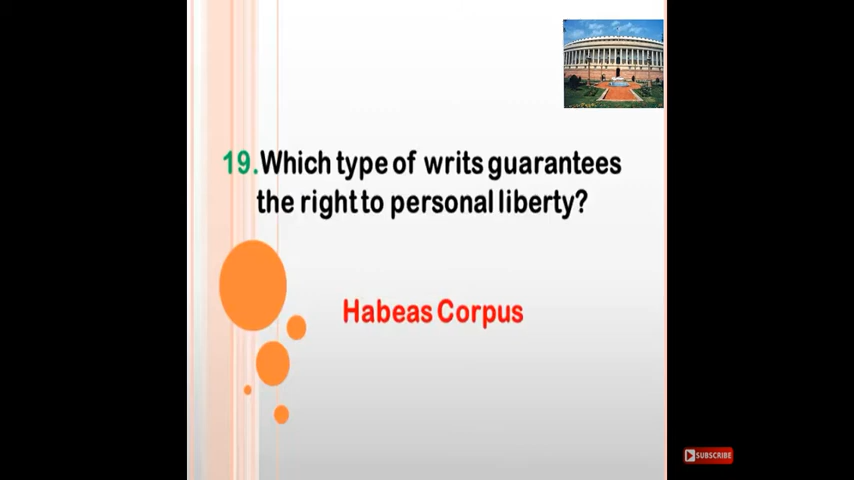 19.Which type of writs guarantees
the right to personal liberty?
Habeas Corpus
SUBSCRIBE